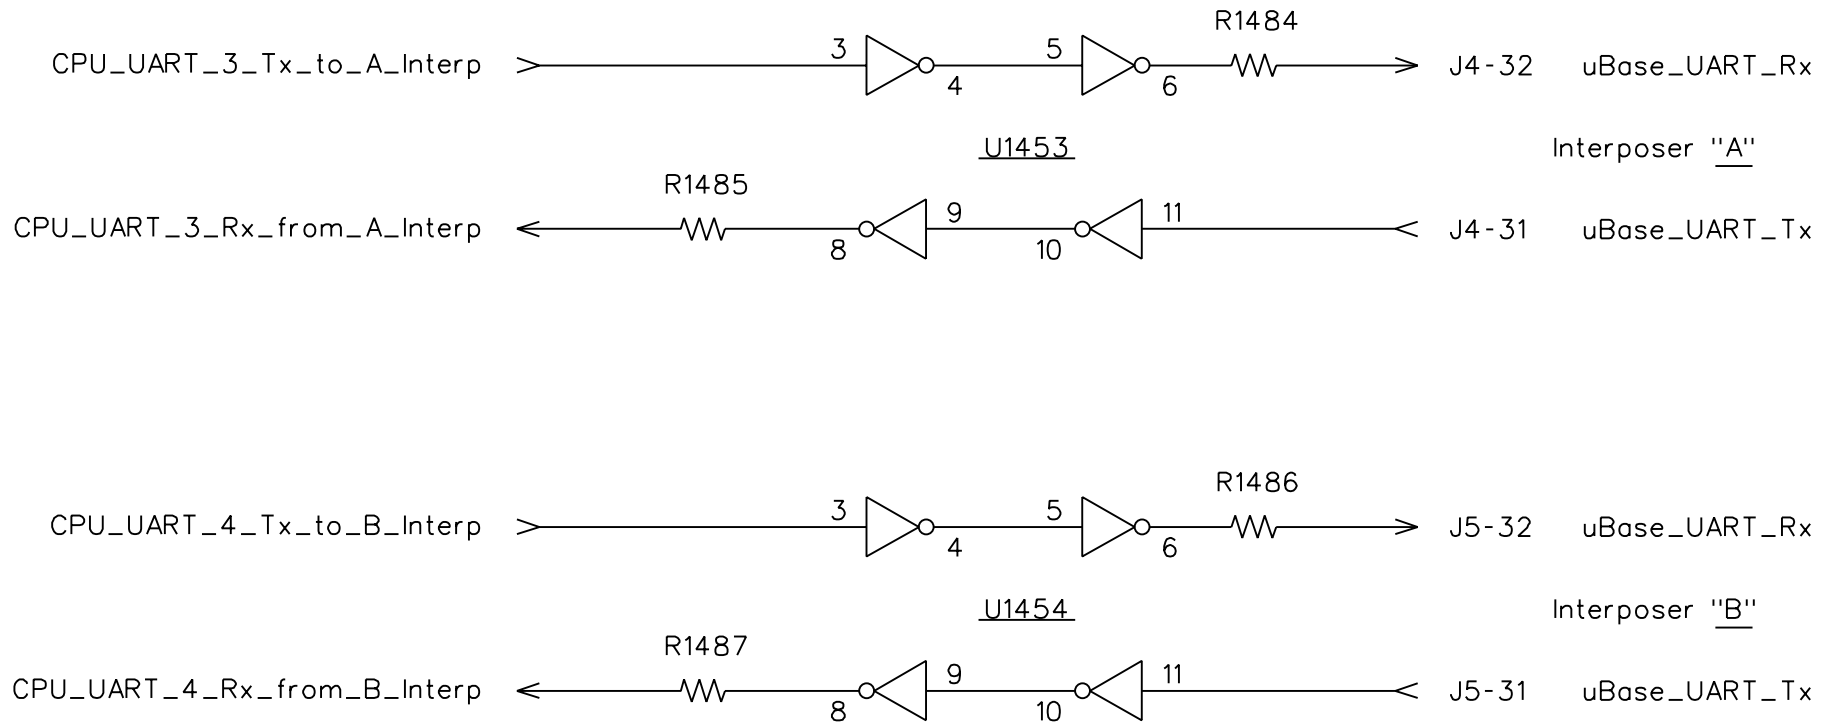 R1484
CPU_UART_3_Tx_to_A_Interp 3 4 5 6 J4-32 uBase_UART_Rx
U1453 Interposer "A"
R1485
CPU_UART_3_Rx_from_A_Interp 8 9 10 11 J4-31 uBase_UART_Tx
R1486
CPU_UART_4_Tx_to_B_Interp 3 4 5 6 J5-32 uBase_UART_Rx
U1454 Interposer "B"
R1487
CPU_UART_4_Rx_from_B_Interp 8 9 10 11 J5-31 uBase_UART_Tx